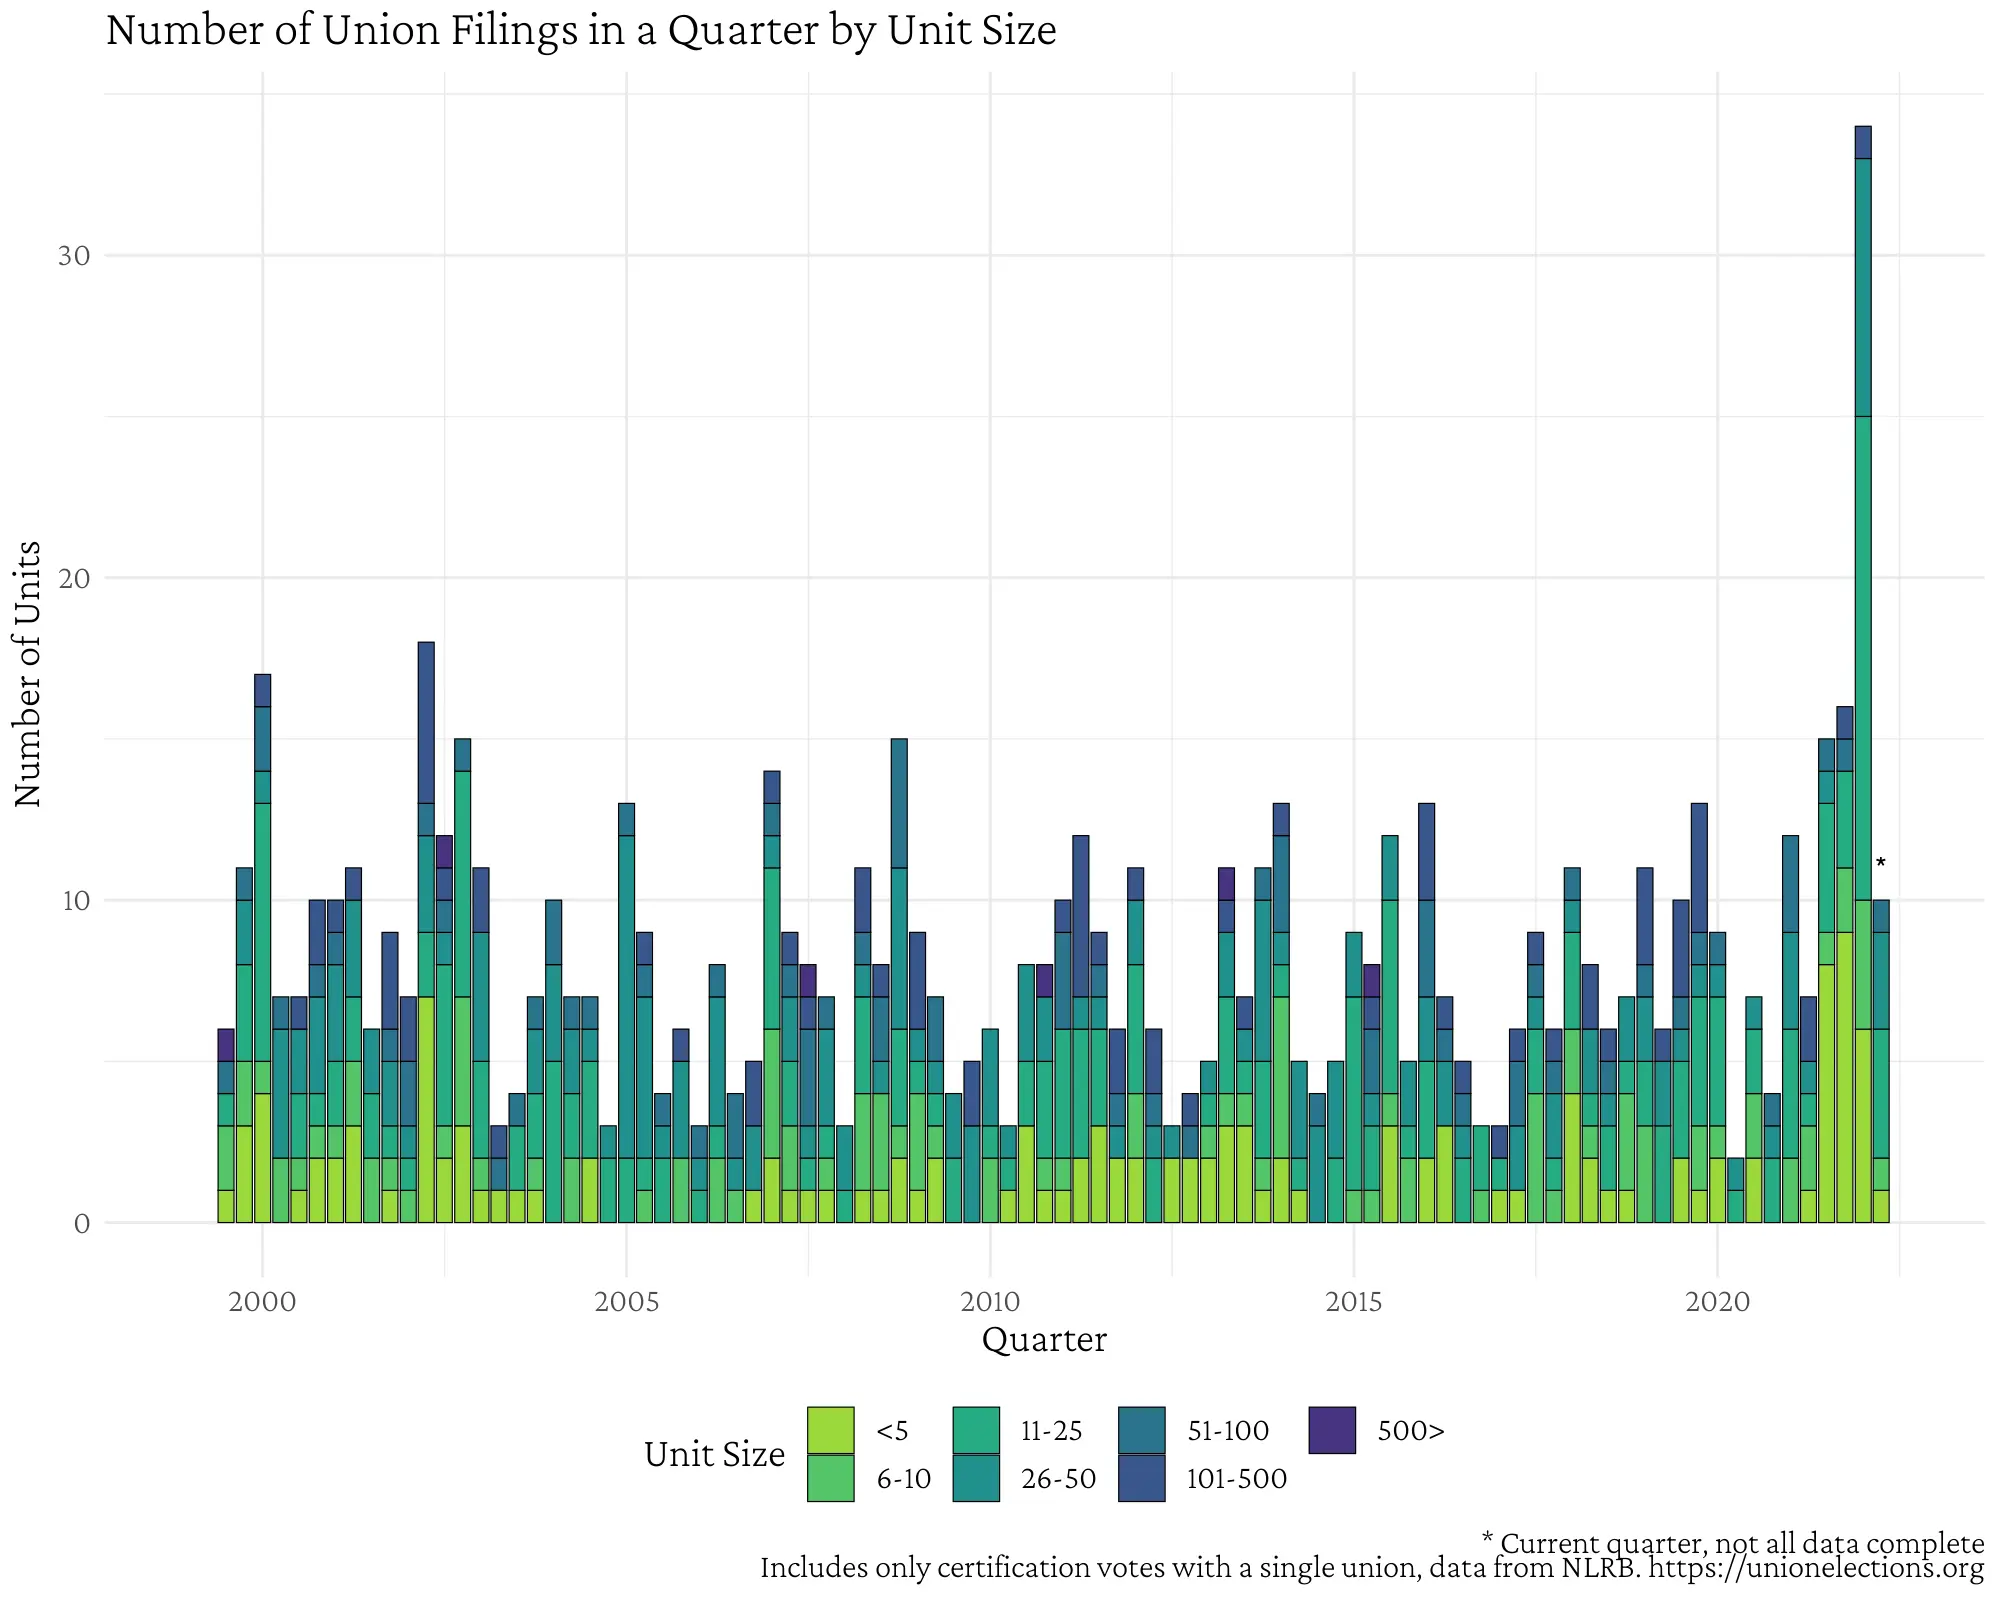 Number of Union Filings in a Quarter by Unit Size
Number of Units
30
20
10
0
*
2000 2005 2010 2015 2020
Quarter
Unit Size
<5 11-25 51-100 500>
6-10 26-50 101-500
* Current quarter, not all data complete
Includes only certification votes with a single union, data from NLRB. https://unionelections.org